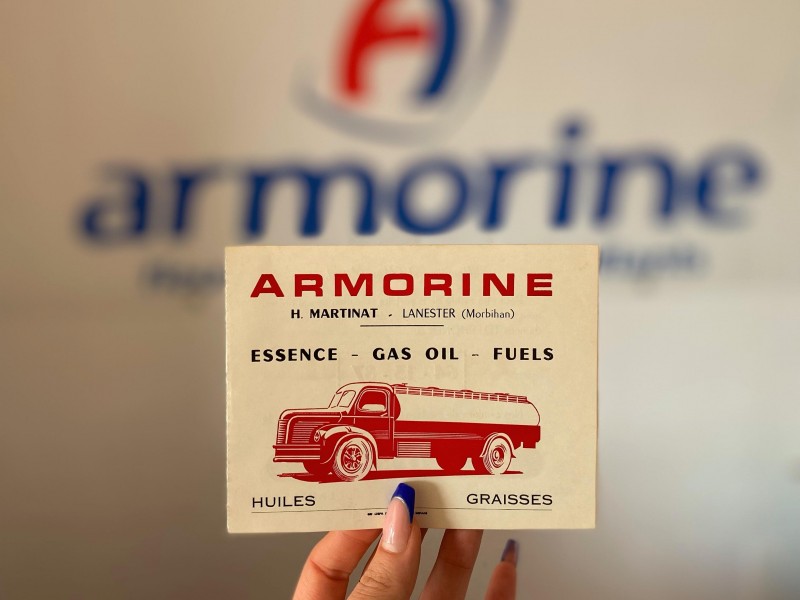 armorine
ARMORINE
H. MARTINAT - LANESTER (Morbihan)
ESSENCE - GAS OIL - FUELS
HUILES GRAISSES